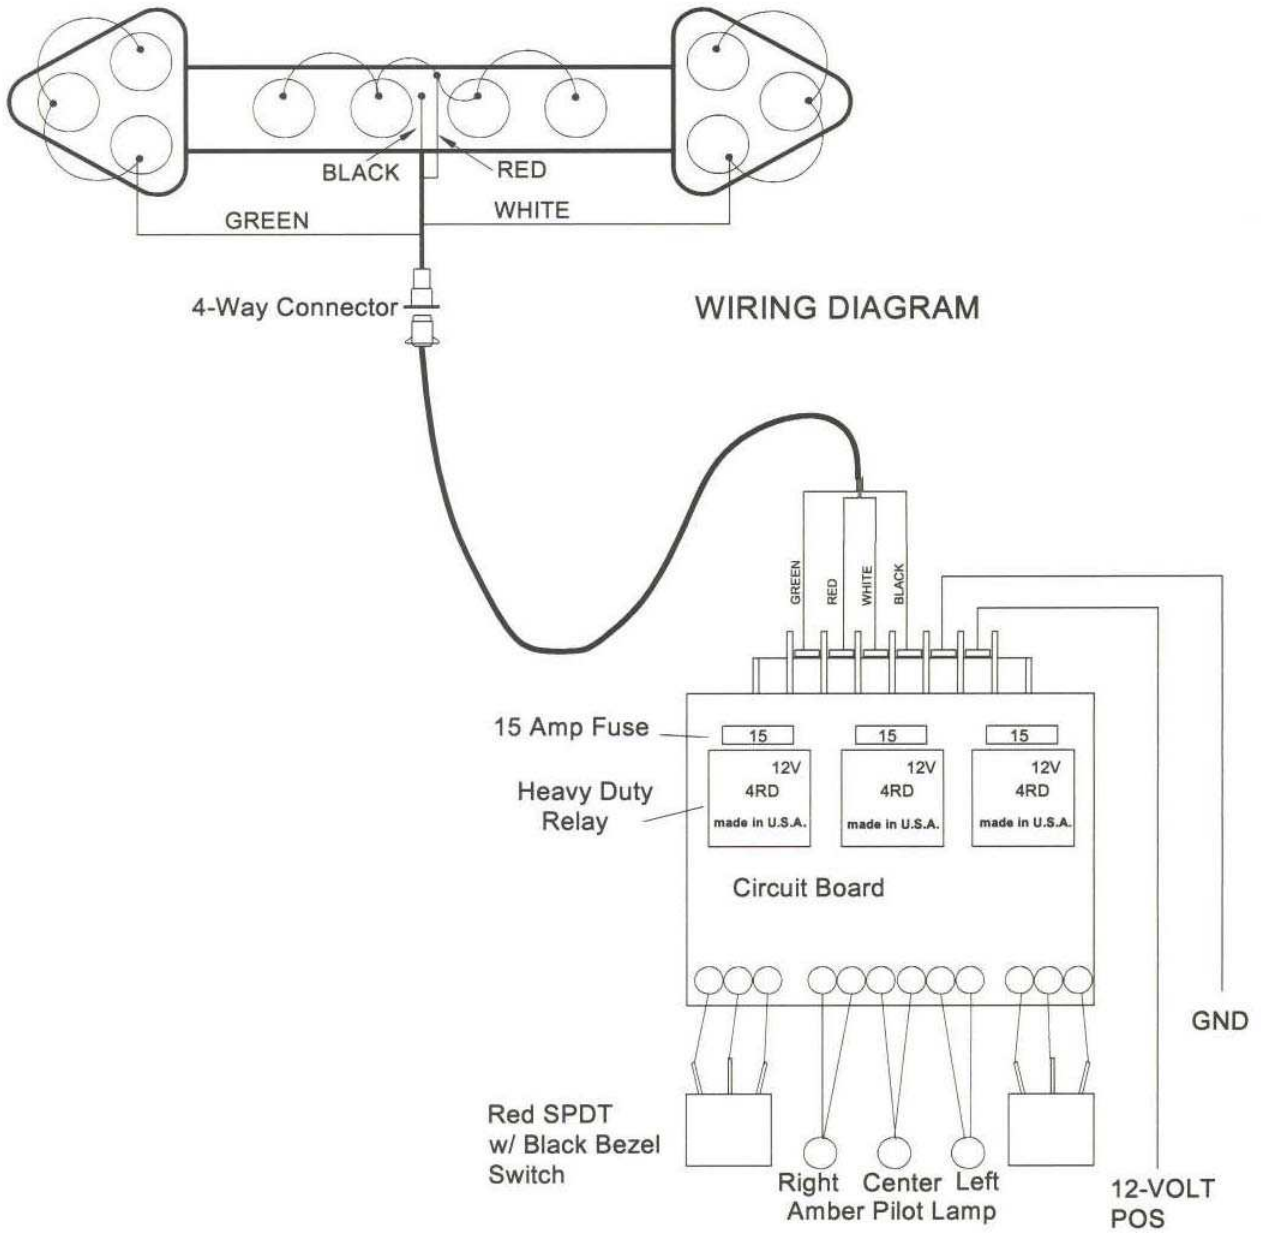 BLACK
RED
GREEN
WHITE
4-Way Connector
WIRING DIAGRAM
GREEN
RED
WHITE
BLACK
15 Amp Fuse
15
15
15
Heavy Duty
Relay
12V
4RD
made in U.S.A.
12V
4RD
made in U.S.A.
12V
4RD
made in U.S.A.
Circuit Board
GND
Red SPDT
w/ Black Bezel
Switch
Right Center Left
Amber Pilot Lamp
12-VOLT
POS